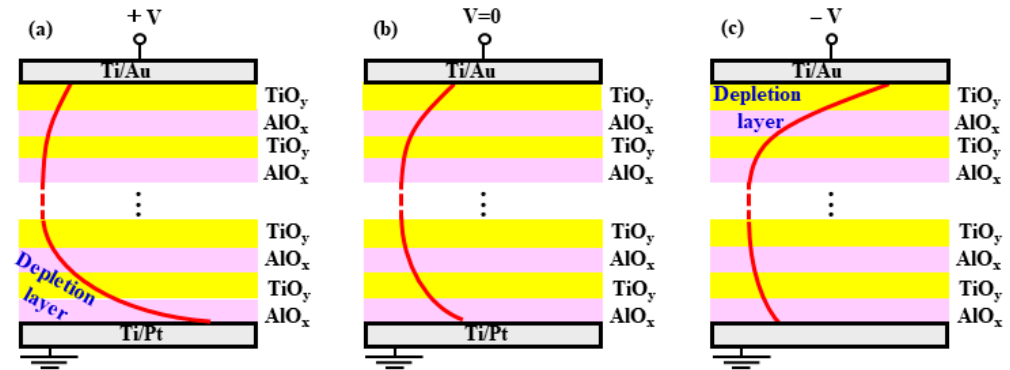 (a)
+ V
Ti/Au
TiOy
AlOx
TiOy
AlOx
⋮
TiOy
AlOx
TiOy
AlOx
Depletion
layer
Ti/Pt
(b)
V=0
Ti/Au
TiOy
AlOx
TiOy
AlOx
⋮
TiOy
AlOx
TiOy
AlOx
Ti/Pt
(c)
– V
Ti/Au
Depletion
layer
TiOy
AlOx
TiOy
AlOx
⋮
TiOy
AlOx
TiOy
AlOx